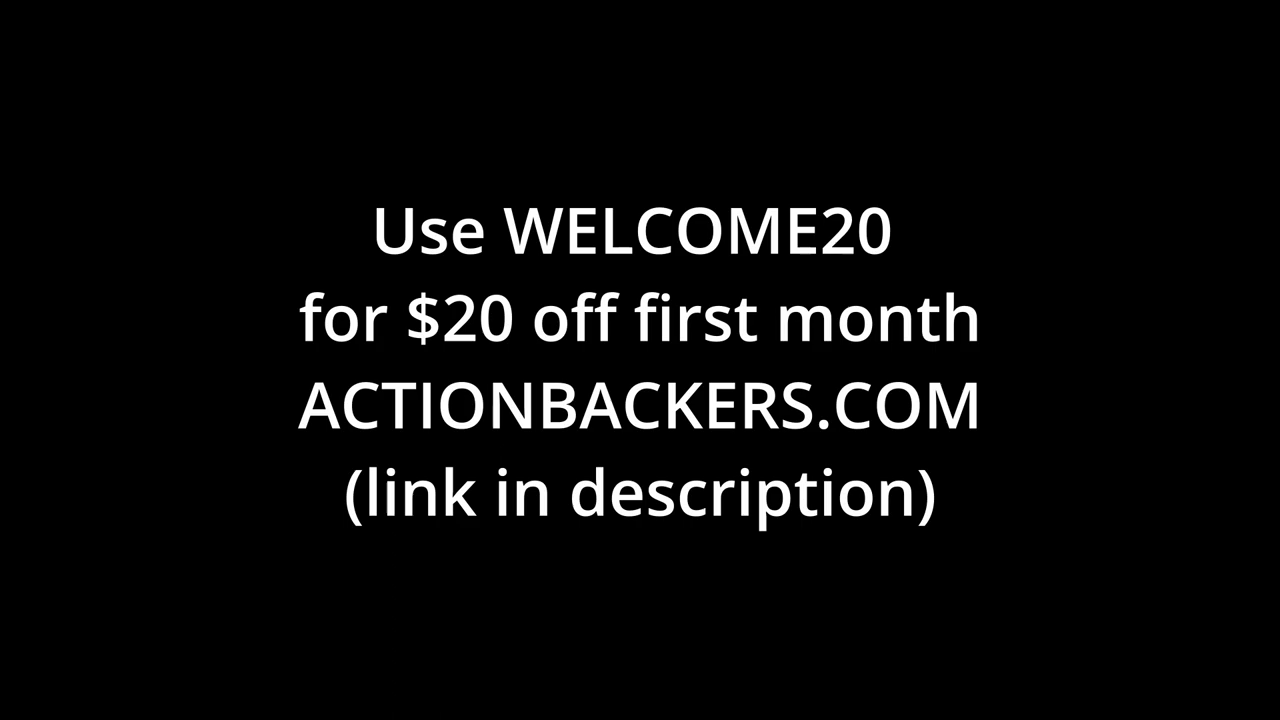 Use WELCOME20
for $20 off first month
ACTIONBACKERS.COM
(link in description)